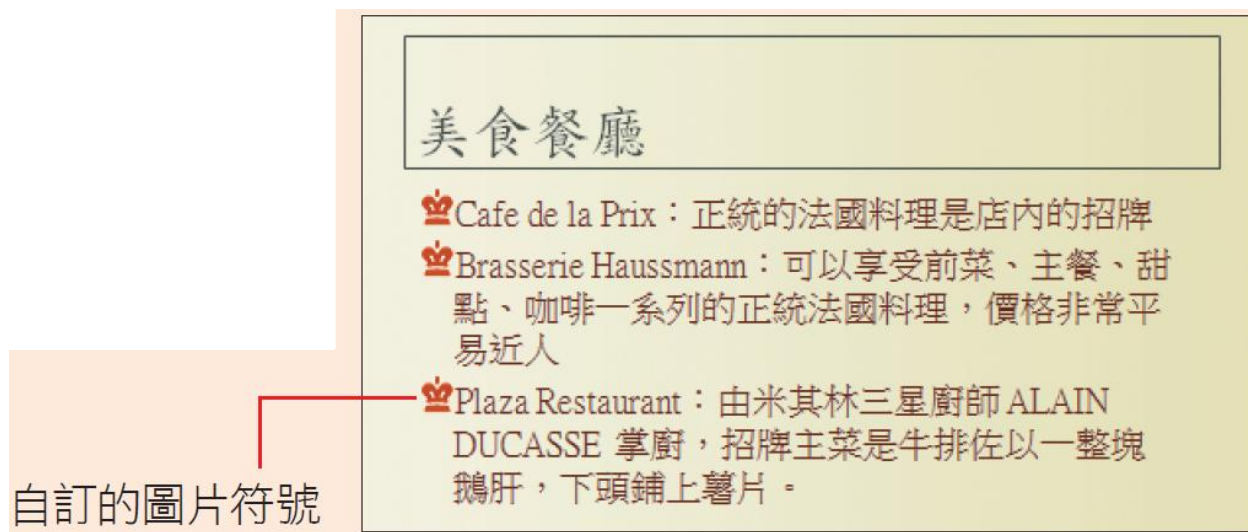 美食餐廳
Cafe de la Prix：正統的法國料理是店內的招牌
Brasserie Haussmann：可以享受前菜、主餐、甜
點、咖啡一系列的正統法國料理，價格非常平
易近人
Plaza Restaurant：由米其林三星廚師 ALAIN
DUCASSE 掌廚，招牌主菜是牛排佐以一整塊
鵝肝，下頭鋪上薯片。
自訂的圖片符號